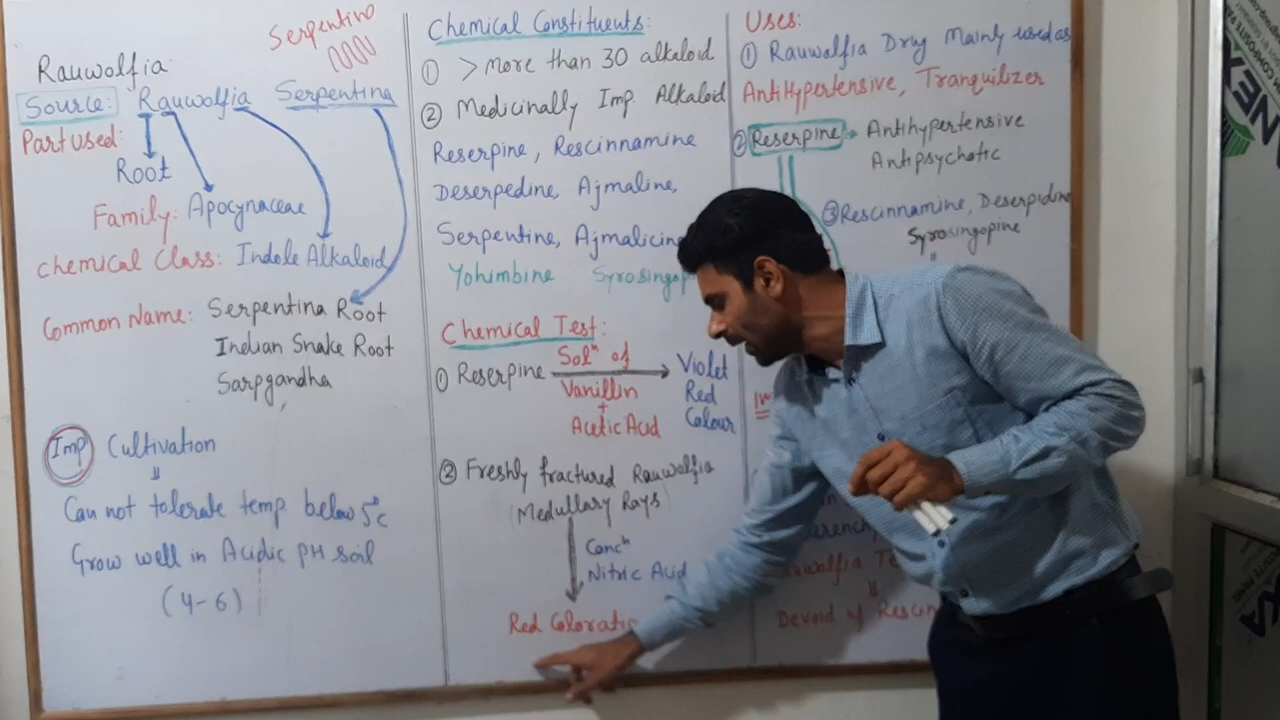 Serpentino
Rauwolfia
Source: Rauwolfia Serpentina
Part used:
Root
Family: Apocynaceae
Chemical Class: Indole Alkaloid
Common Name: Serpentina Root
Indian Snake Root
Sarpgandha
Imp Cultivation
Can not tolerate temp below 5°c
Grow well in Acidic pH soil
(4-6)
Chemical Constituents:
① > More than 30 alkaloid
② Medicinally Imp Alkaloid
Reserpine, Rescinnamine
Deserpedine, Ajmaline,
Serpentine, Ajmalicine
Yohimbine
Chemical Test:
① Reserpine Solⁿ of
Vanillin
+
Acetic Acid
Violet
Red
Colour
② Freshly fractured Rauwolfia
Medullary Rays
Concⁿ
Nitric Acid
Red
Uses:
① Rauwolfia Drug Mainly used as
AntiHypertensive, Tranquilizer
② Reserpine → Antihypertensive
Antipsychotic
③ Rescinnamine, Deserpidine
Syrosingopine
Devoid of